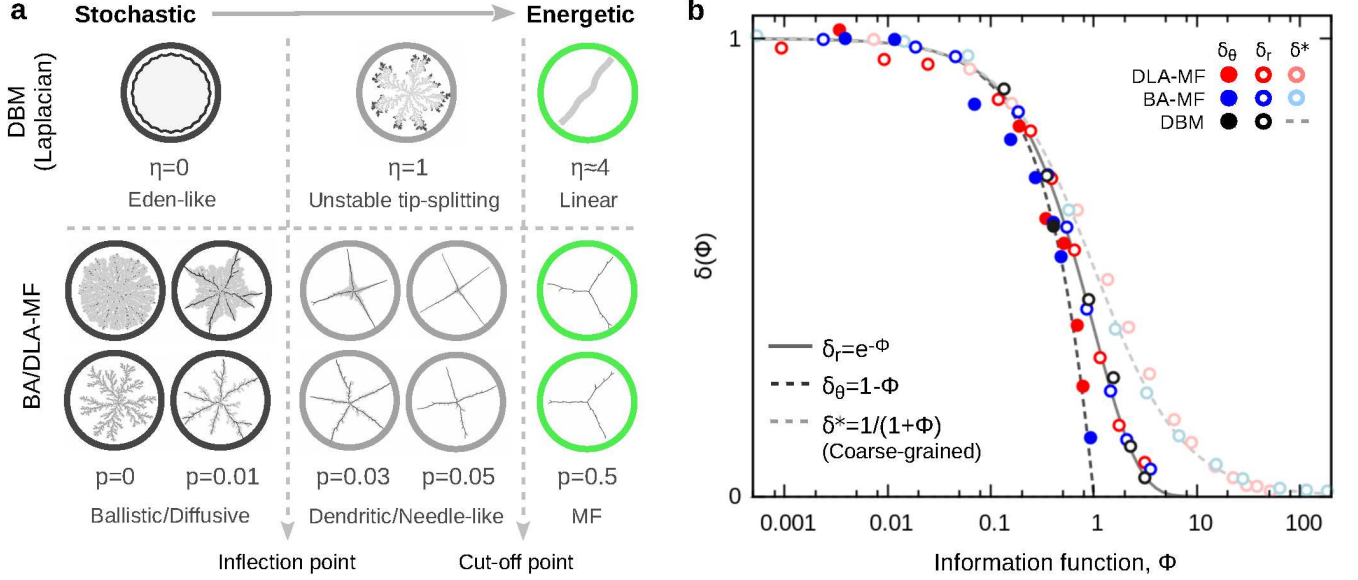 a
Stochastic
Energetic
DBM
(Laplacian)
η=0
η=1
η≈4
Eden-like
Unstable tip-splitting
Linear
BA/DLA-MF
p=0
p=0.01
p=0.03
p=0.05
p=0.5
Ballistic/Diffusive
Dendritic/Needle-like
MF
Inflection point
Cut-off point
b
δθ
δr
δ*
DLA-MF
BA-MF
DBM
δr=e-Φ
δθ=1-Φ
δ*=1/(1+Φ)
(Coarse-grained)
δ(Φ)
1
0
0.001
0.01
0.1
1
10
100
Information function, Φ